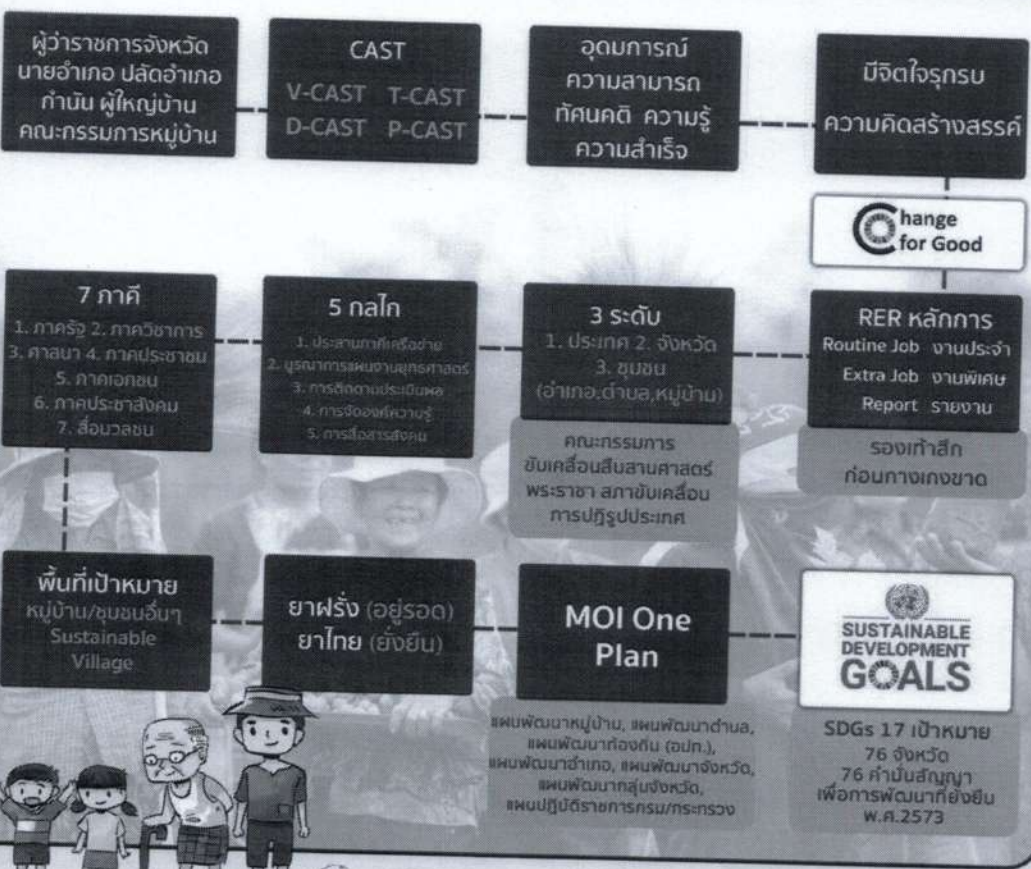 ผู้ว่าราชการจังหวัด
นายอำเภอ ปลัดอำเภอ
กำนัน ผู้ใหญ่บ้าน
คณะกรรมการหมู่บ้าน
CAST
V-CAST T-CAST
D-CAST P-CAST
อุดมการณ์
ความสามารถ
ทัศนคติ ความรู้
ความสำเร็จ
มีจิตใจรุกรบ
ความคิดสร้างสรรค์
Change
for Good
7 ภาคี
1. ภาครัฐ 2. ภาควิชาการ
3. ศาสนา 4. ภาคประชาชน
5. ภาคเอกชน
6. ภาคประชาสังคม
7. สื่อมวลชน
5 กลไก
1. ประสานภาคีเครือข่าย
2. บูรณาการแผนงานยุทธศาสตร์
3. การติดตามประเมินผล
4. การจัดองค์ความรู้
5. การสื่อสารสังคม
3 ระดับ
1. ประเทศ 2. จังหวัด
3. ชุมชน
(อำเภอ,ตำบล,หมู่บ้าน)
คณะกรรมการ
ขับเคลื่อนสืบสานศาสตร์
พระราชา สภาขับเคลื่อน
การปฏิรูปประเทศ
RER หลักการ
Routine Job งานประจำ
Extra Job งานพิเศษ
Report รายงาน
รองเท้าสึก
ก่อนกางเกงขาด
พื้นที่เป้าหมาย
หมู่บ้าน/ชุมชนอื่นๆ
Sustainable
Village
ยาฝรั่ง (อยู่รอด)
ยาไทย (ยั่งยืน)
MOI One
Plan
แผนพัฒนาหมู่บ้าน, แผนพัฒนาตำบล,
แผนพัฒนาท้องถิ่น (อปท.),
แผนพัฒนาอำเภอ, แผนพัฒนาจังหวัด,
แผนพัฒนากลุ่มจังหวัด,
แผนปฏิบัติราชการกรม/กระทรวง
SUSTAINABLE
DEVELOPMENT
GOALS
SDGs 17 เป้าหมาย
76 จังหวัด
76 คำมั่นสัญญา
เพื่อการพัฒนาที่ยั่งยืน
พ.ศ.2573